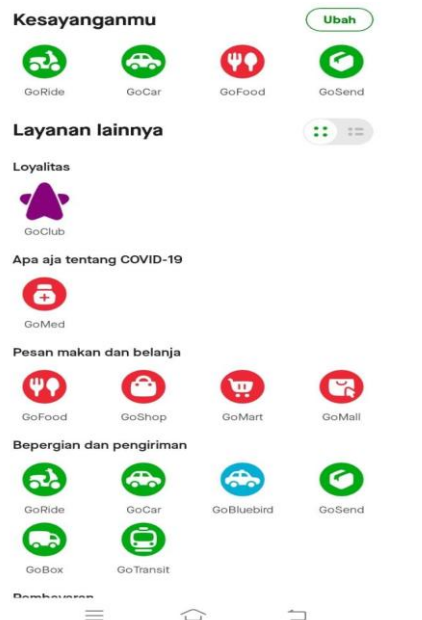 Kesayanganmu Ubah
GoRide GoCar GoFood GoSend
Layanan lainnya
Loyalitas
GoClub
Apa aja tentang COVID-19
GoMed
Pesan makan dan belanja
GoFood GoShop GoMart GoMall
Bepergian dan pengiriman
GoRide GoCar GoBluebird GoSend
GoBox GoTransit
Pembayaran